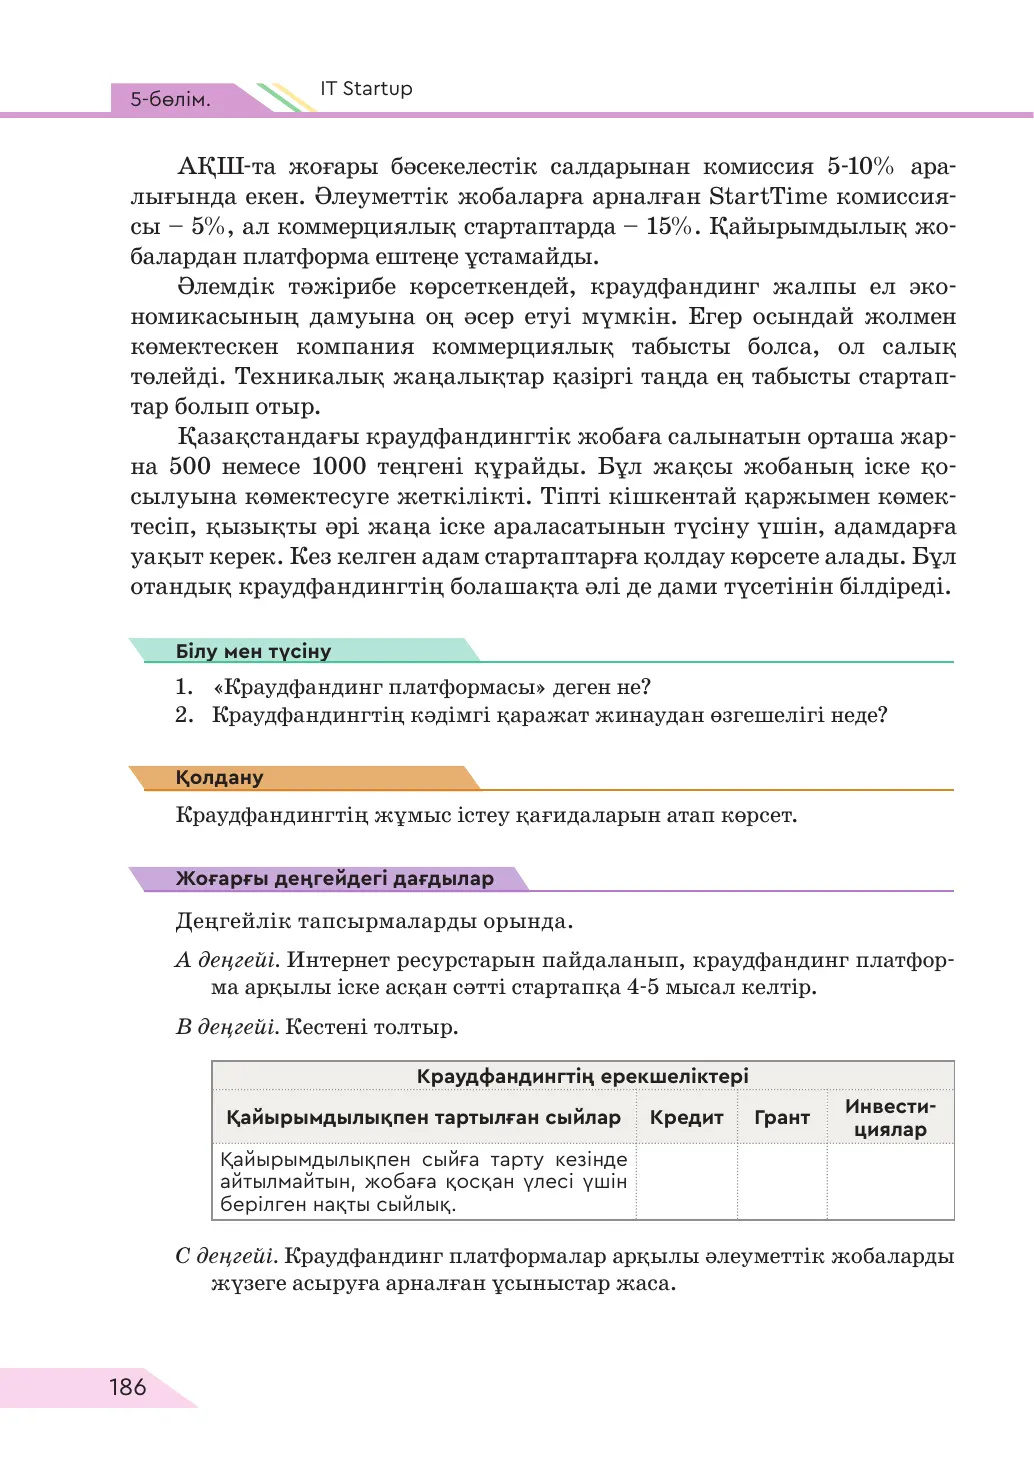 5-бөлім.
IT Startup
АҚШ-та жоғары бәсекелестік салдарынан комиссия 5-10% ара-
лығында екен. Әлеуметтік жобаларға арналған StartTime комиссия-
сы – 5%, ал коммерциялық стартаптарда – 15%. Қайырымдылық жо-
балардан платформа ештеңе ұстамайды.
Әлемдік тәжірибе көрсеткендей, краудфандинг жалпы ел эко-
номикасының дамуына оң әсер етуі мүмкін. Егер осындай жолмен
көмектескен компания коммерциялық табысты болса, ол салық
төлейді. Техникалық жаңалықтар қазіргі таңда ең табысты стартап-
тар болып отыр.
Қазақстандағы краудфандингтік жобаға салынатын орташа жар-
на 500 немесе 1000 теңгені құрайды. Бұл жақсы жобаның іске қо-
сылуына көмектесуге жеткілікті. Тіпті кішкентай қаржымен көмек-
тесіп, қызықты әрі жаңа іске араласатынын түсіну үшін, адамдарға
уақыт керек. Кез келген адам стартаптарға қолдау көрсете алады. Бұл
отандық краудфандингтің болашақта әлі де дами түсетінін білдіреді.
Білу мен түсіну
1. «Краудфандинг платформасы» деген не?
2. Краудфандингтің кәдімгі қаражат жинаудан өзгешелігі неде?
Қолдану
Краудфандингтің жұмыс істеу қағидаларын атап көрсет.
Жоғарғы деңгейдегі дағдылар
Деңгейлік тапсырмаларды орында.
А деңгейі. Интернет ресурстарын пайдаланып, краудфандинг платфор-
ма арқылы іске асқан сәтті стартапқа 4-5 мысал келтір.
В деңгейі. Кестені толтыр.
Краудфандингтің ерекшеліктері
Қайырымдылықпен тартылған сыйлар Кредит Грант Инвести-
циялар
Қайырымдылықпен сыйға тарту кезінде
айтылмайтын, жобаға қосқан үлесі үшін
берілген нақты сыйлық.
С деңгейі. Краудфандинг платформалар арқылы әлеуметтік жобаларды
жүзеге асыруға арналған ұсыныстар жаса.
186